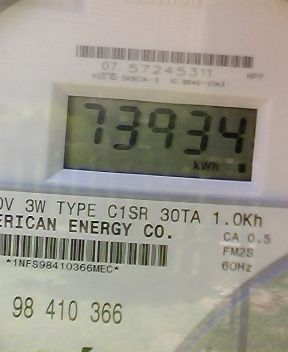 07 57245311
73934
kWh
0V 3W TYPE C1SR 30TA 1.0Kh
ERICAN ENERGY CO.
CA 0.5
FM2S
60Hz
*1NFS98410366MEC*
98 410 366